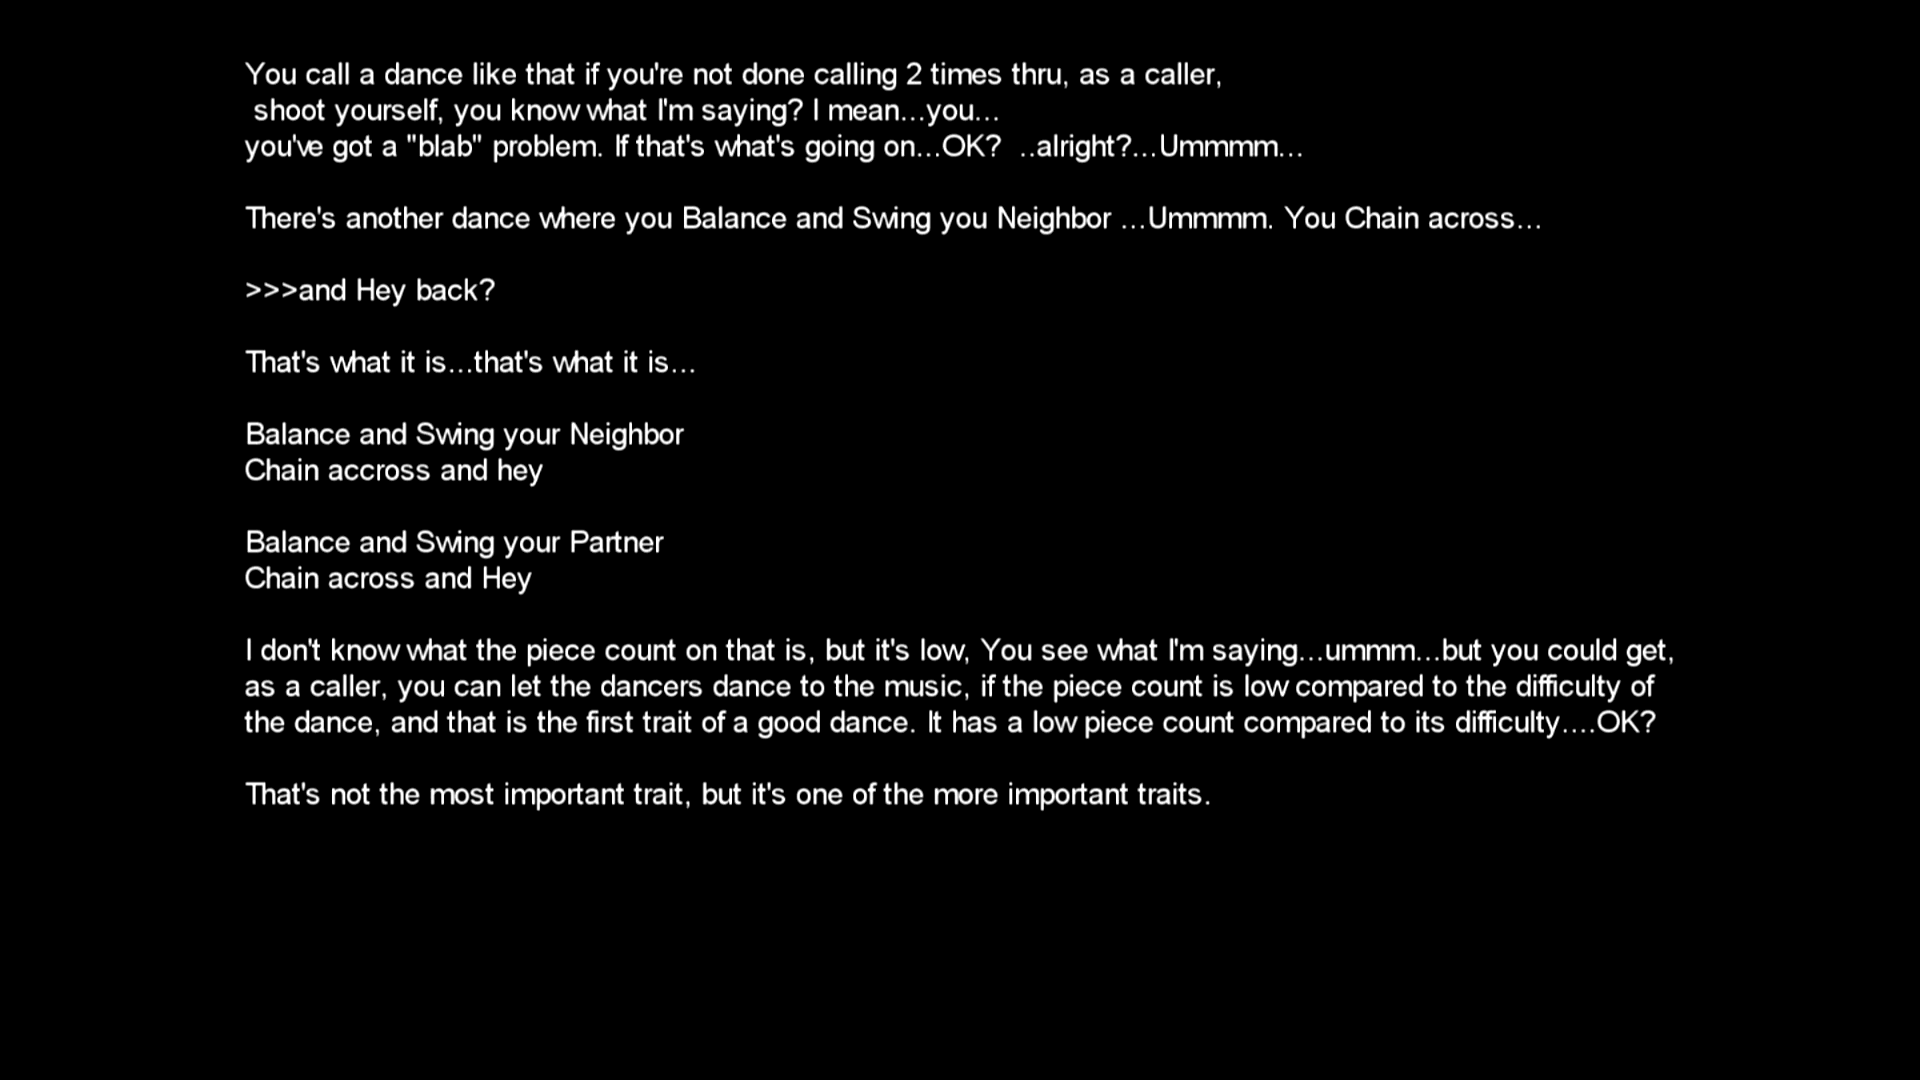 You call a dance like that if you're not done calling 2 times thru, as a caller,
shoot yourself, you know what I'm saying? I mean...you...
you've got a "blab" problem. If that's what's going on...OK?  ..alright?...Ummmm...
There's another dance where you Balance and Swing you Neighbor ...Ummmm. You Chain across...
>>>and Hey back?
That's what it is...that's what it is...
Balance and Swing your Neighbor
Chain accross and hey
Balance and Swing your Partner
Chain across and Hey
I don't know what the piece count on that is, but it's low, You see what I'm saying...ummm...but you could get,
as a caller, you can let the dancers dance to the music, if the piece count is low compared to the difficulty of
the dance, and that is the first trait of a good dance. It has a low piece count compared to its difficulty....OK?
That's not the most important trait, but it's one of the more important traits.